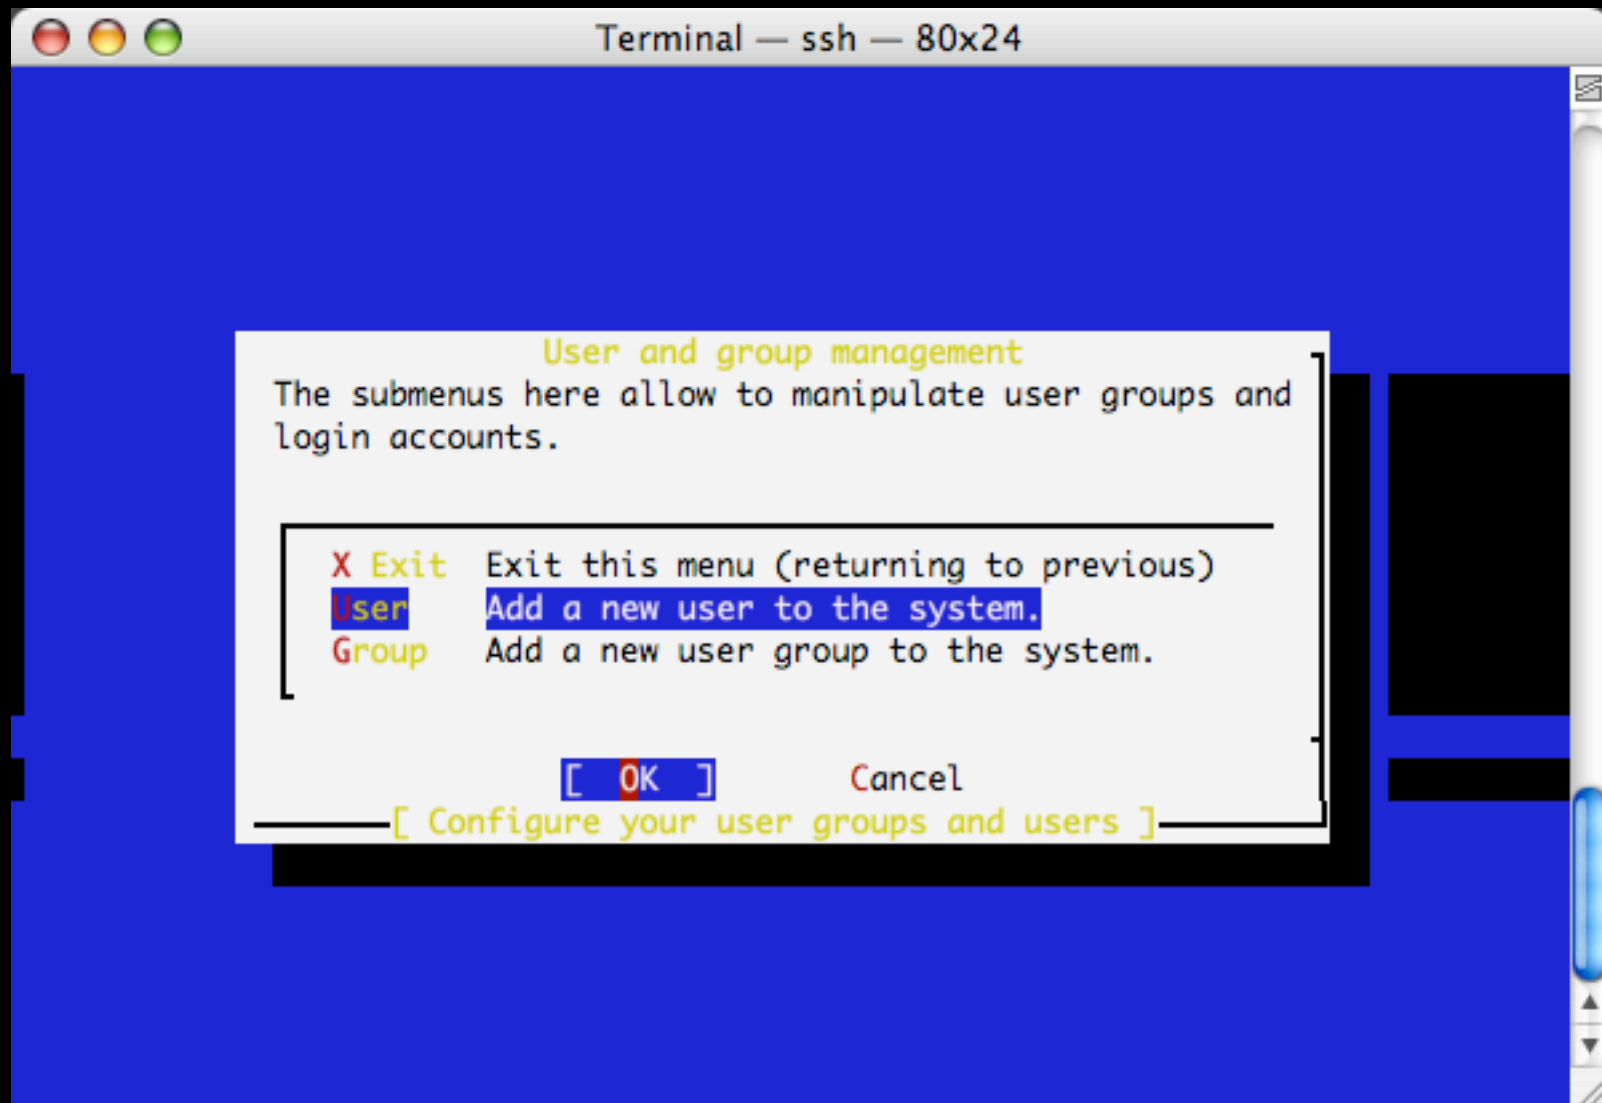 Terminal — ssh — 80x24
User and group management
The submenus here allow to manipulate user groups and
login accounts.
X Exit Exit this menu (returning to previous)
User Add a new user to the system.
Group Add a new user group to the system.
[ OK ] Cancel
[ Configure your user groups and users ]